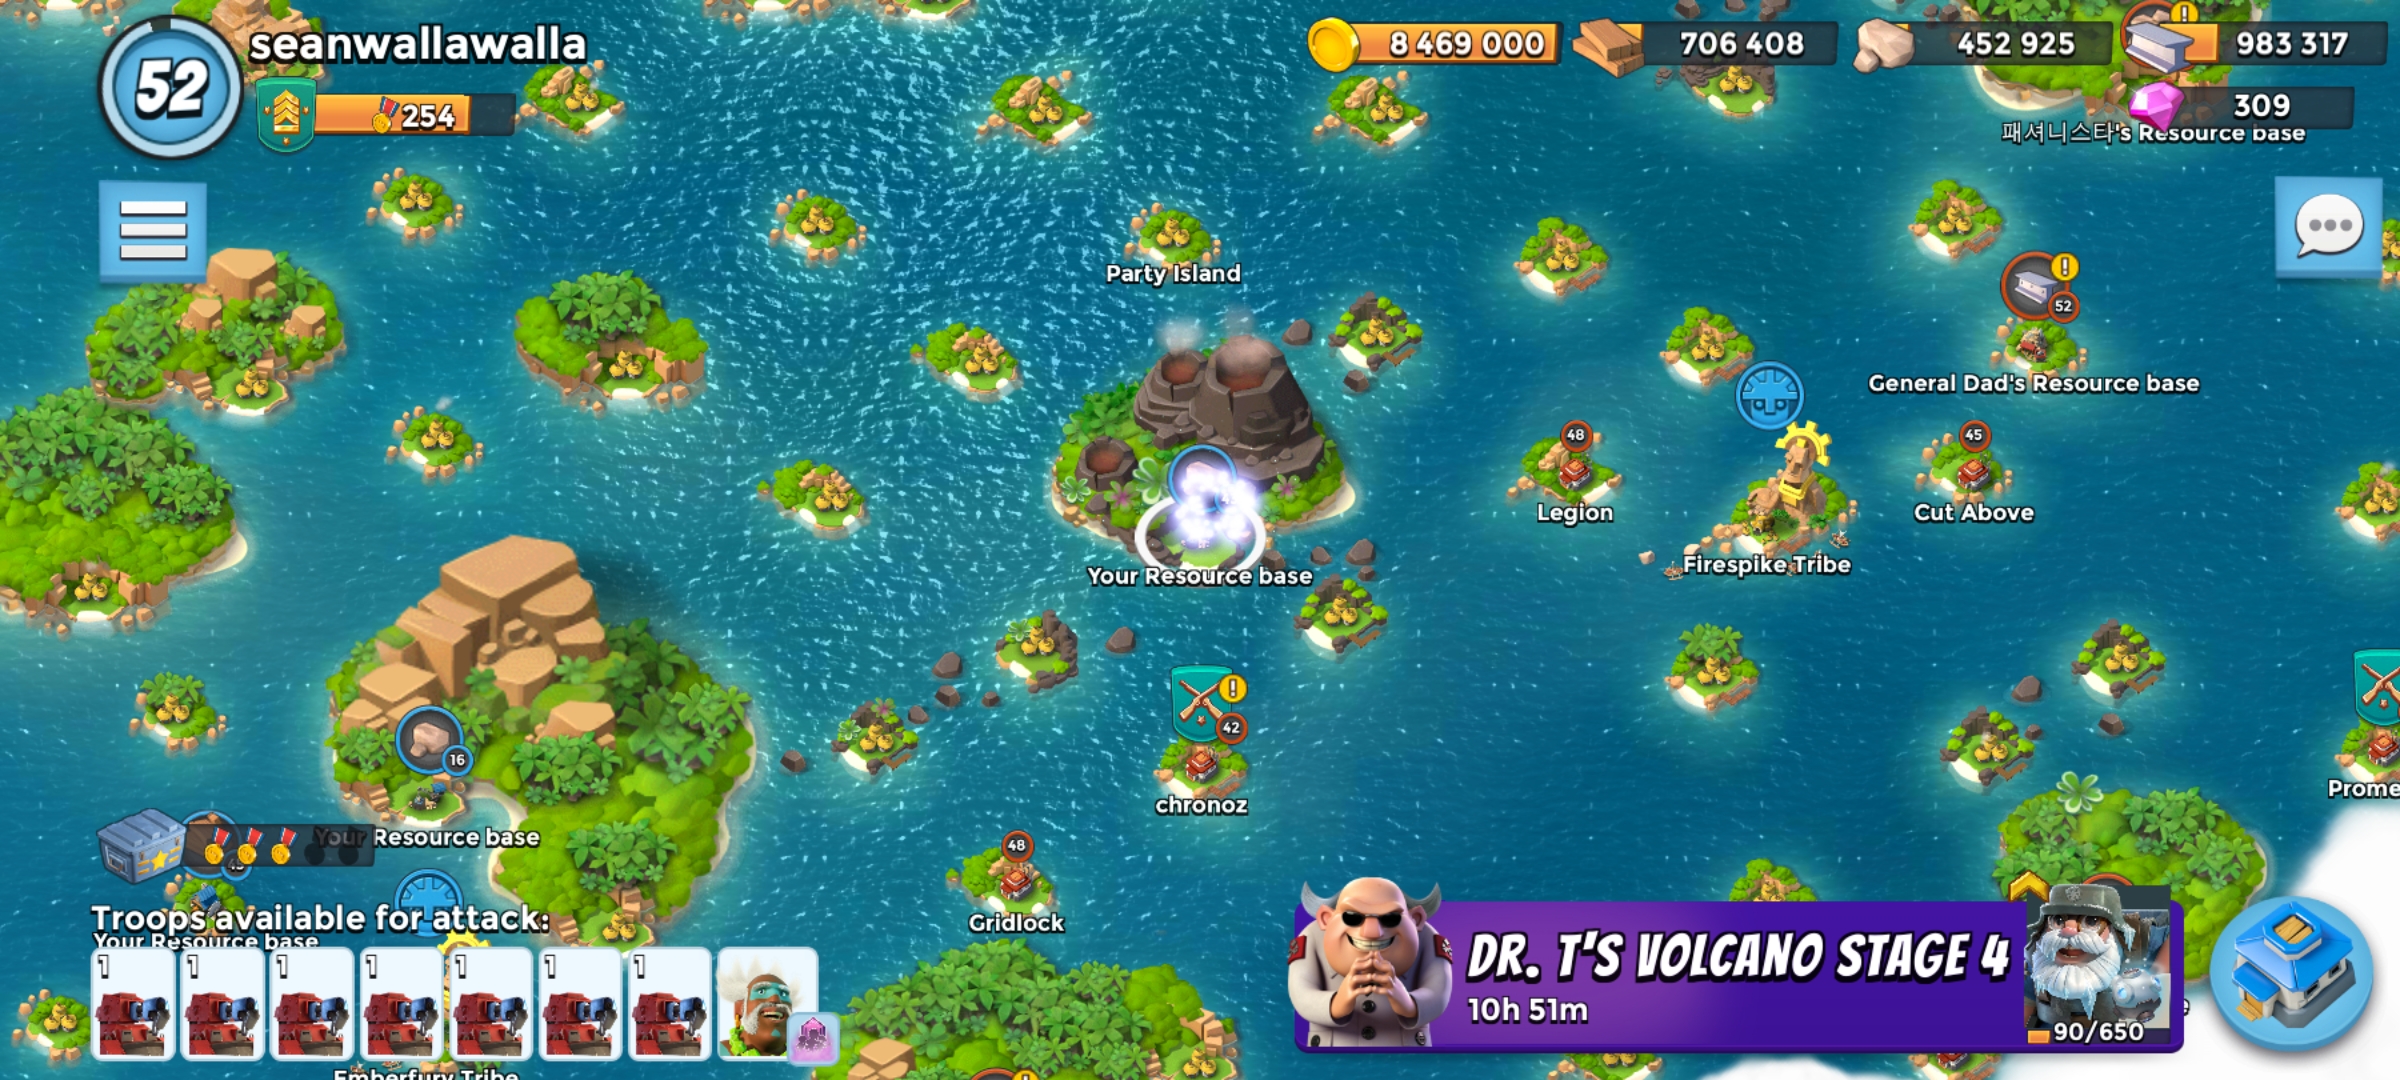 52
seanwallawalla
254
8 469 000
706 408
452 925
983 317
309
패셔니스타's Resource base
Party Island
52
General Dad's Resource base
48
Legion
45
Cut Above
Firespike Tribe
Your Resource base
42
chronoz
Prome
16
Your Resource base
48
Gridlock
Troops available for attack:
Your Resource base
1 1 1 1 1 1 1
DR. T'S VOLCANO STAGE 4
10h 51m
90/650
Emberfury Tribe